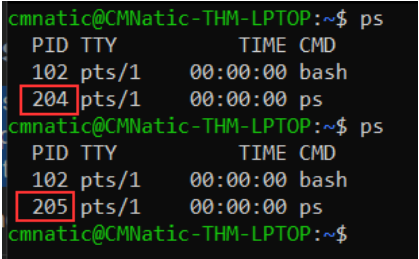 cmnatic@CMNatic-THM-LPTOP:~$ ps
PID TTY TIME CMD
102 pts/1 00:00:00 bash
204 pts/1 00:00:00 ps
cmnatic@CMNatic-THM-LPTOP:~$ ps
PID TTY TIME CMD
102 pts/1 00:00:00 bash
205 pts/1 00:00:00 ps
cmnatic@CMNatic-THM-LPTOP:~$